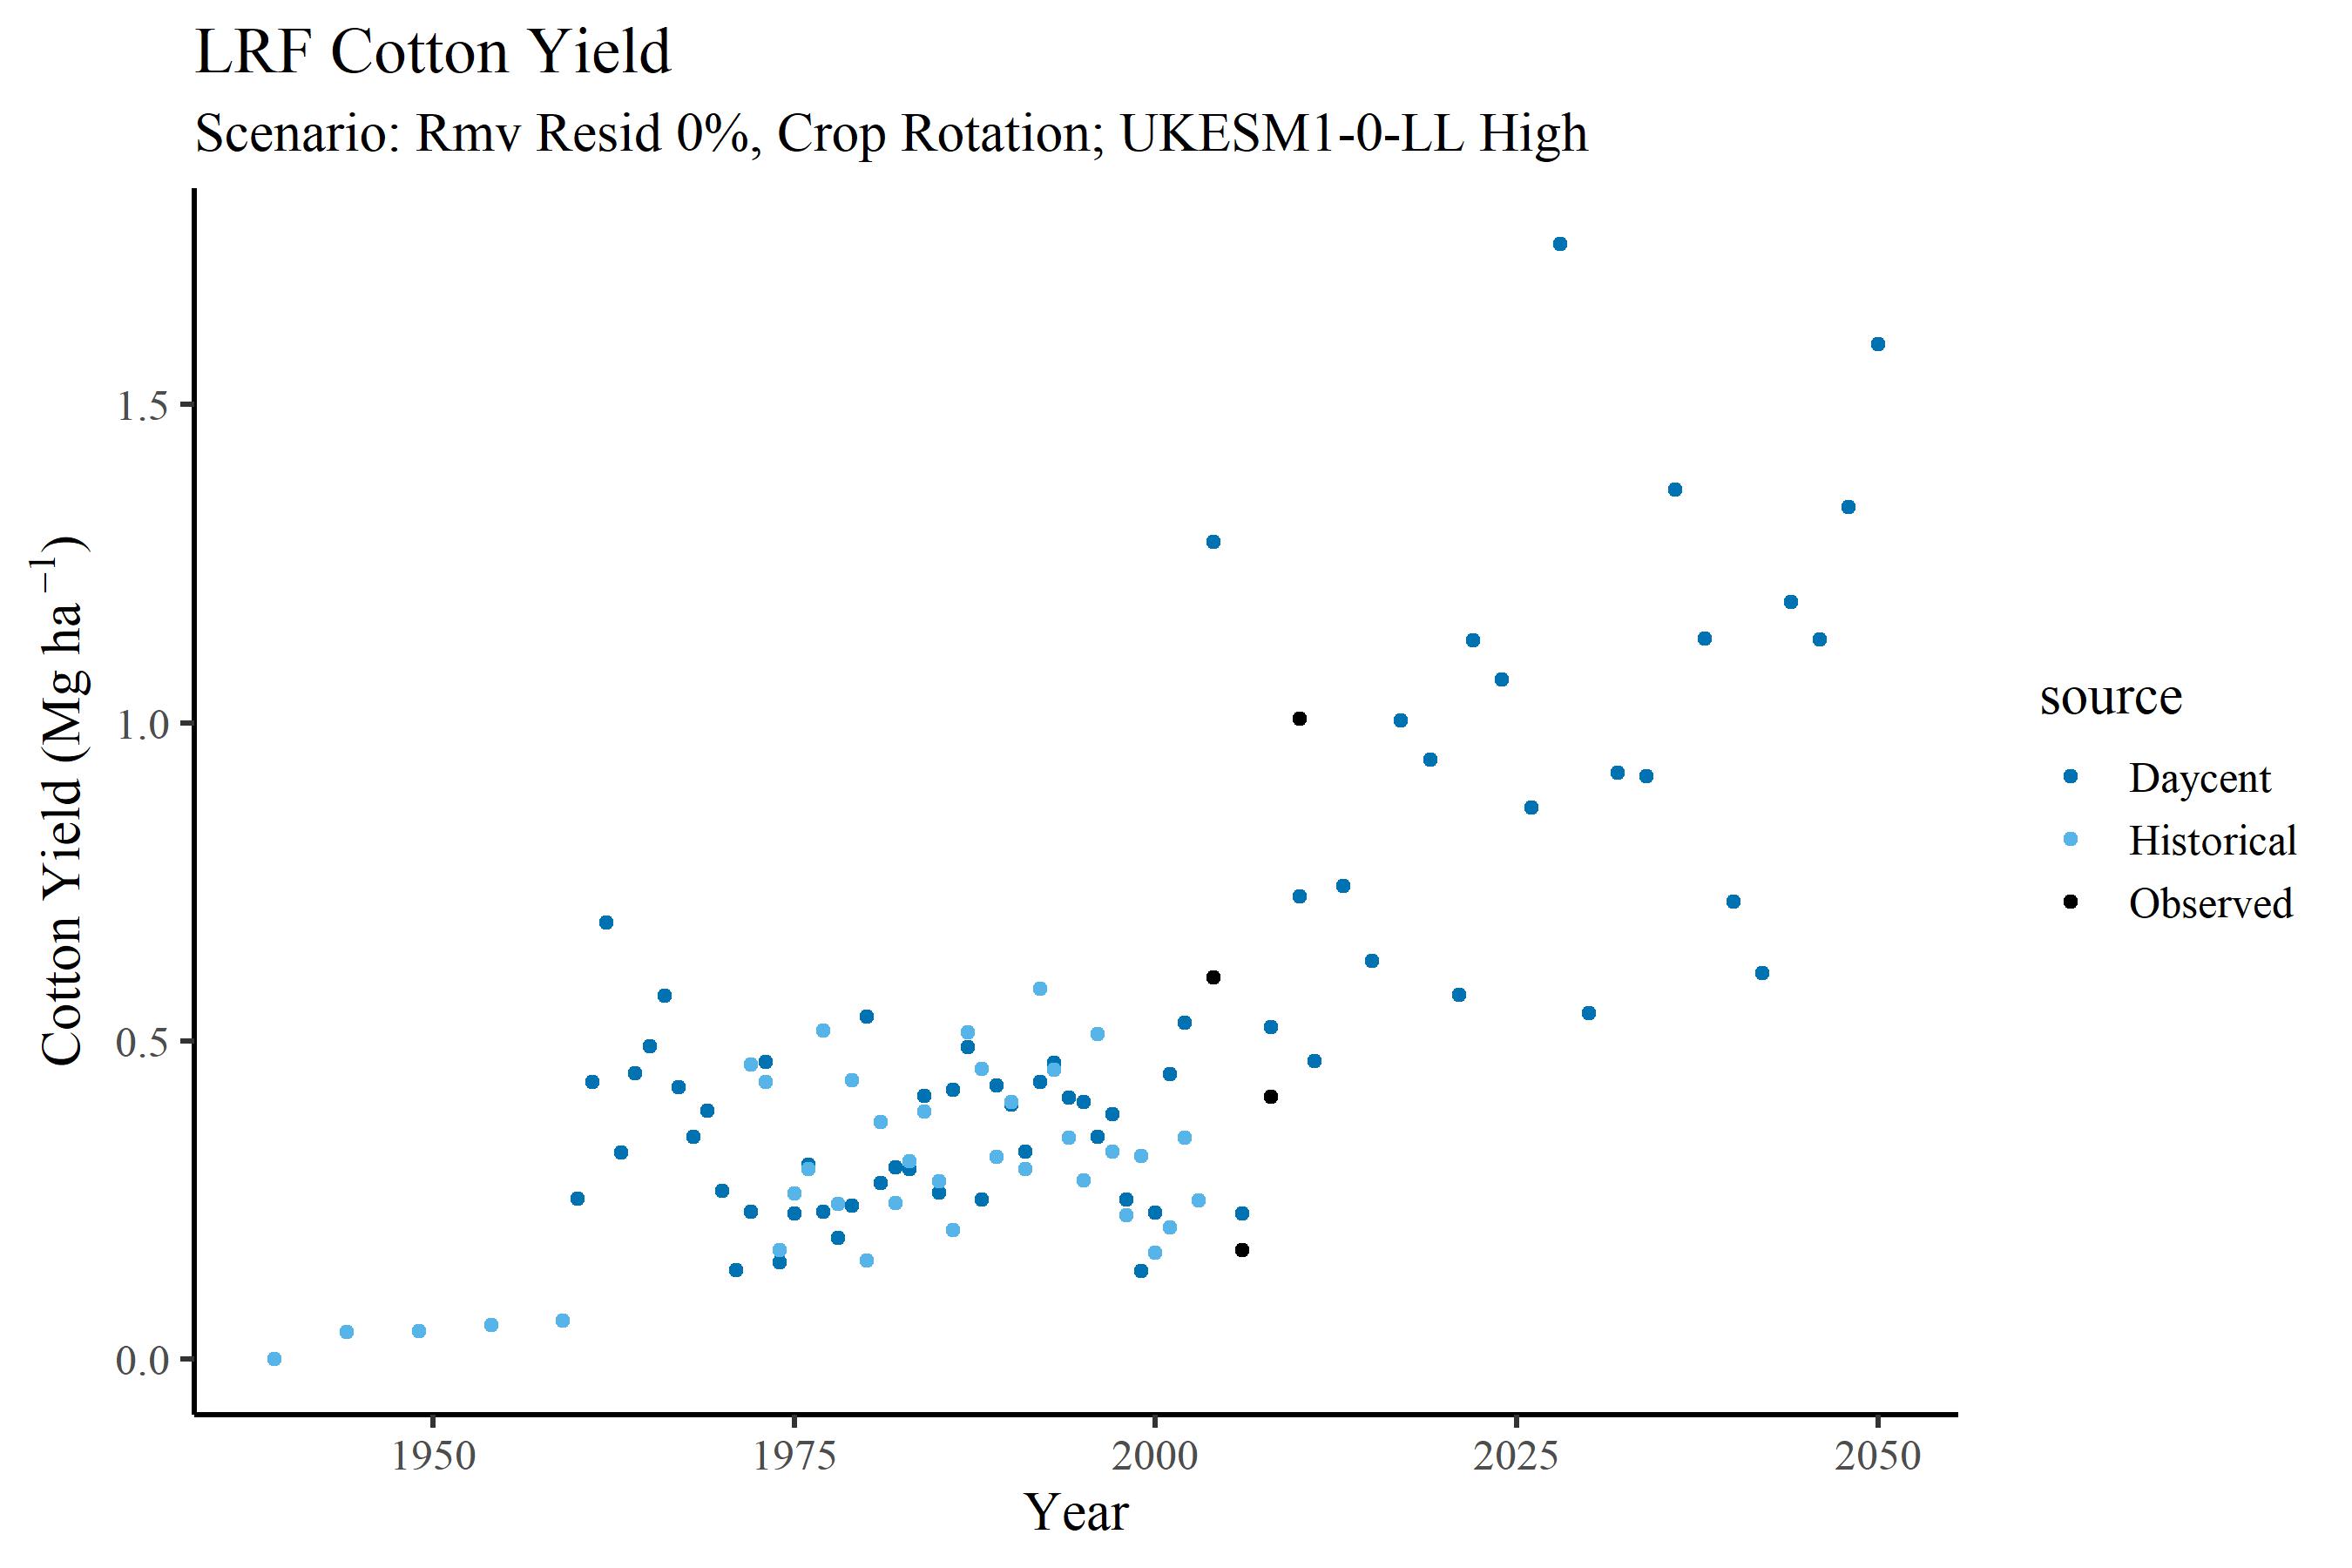 LRF Cotton Yield
Scenario: Rmv Resid 0%, Crop Rotation; UKESM1-0-LL High
Cotton Yield (Mg ha⁻¹)
1.5
1.0
0.5
0.0
1950 1975 2000 2025 2050
Year
source
Daycent
Historical
Observed